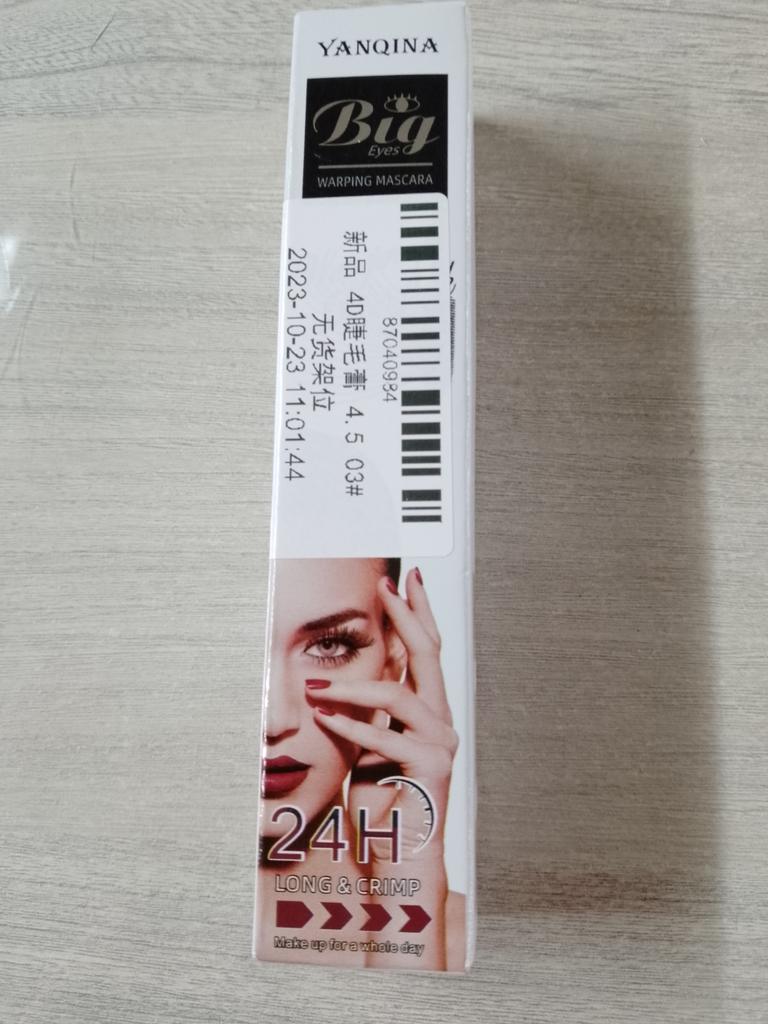 YANQINA
Big
Eyes
WARPING MASCARA
87040984
新品 4D睫毛膏 4.5 03#
无货架位
2023-10-23 11:01:44
24H
LONG & CRIMP
Make up for a whole day